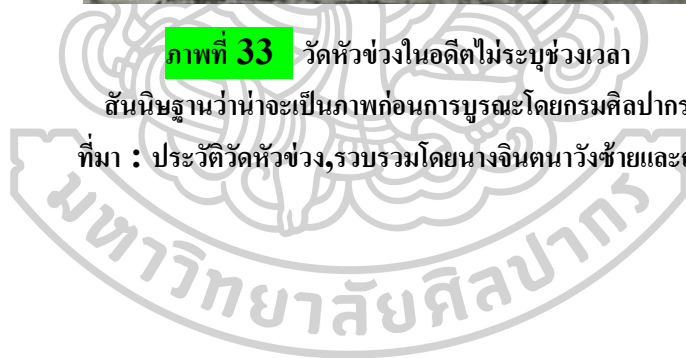 ภาพที่ 33 วัดหัวข่วงในอดีตไม่ระบุช่วงเวลา
สันนิษฐานว่าน่าจะเป็นภาพก่อนการบูรณะโดยกรมศิลปากร
ที่มา : ประวัติวัดหัวข่วง,รวบรวมโดยนางจินตนาวังซ้ายและ
มหาวิทยาลัยศิลปากร